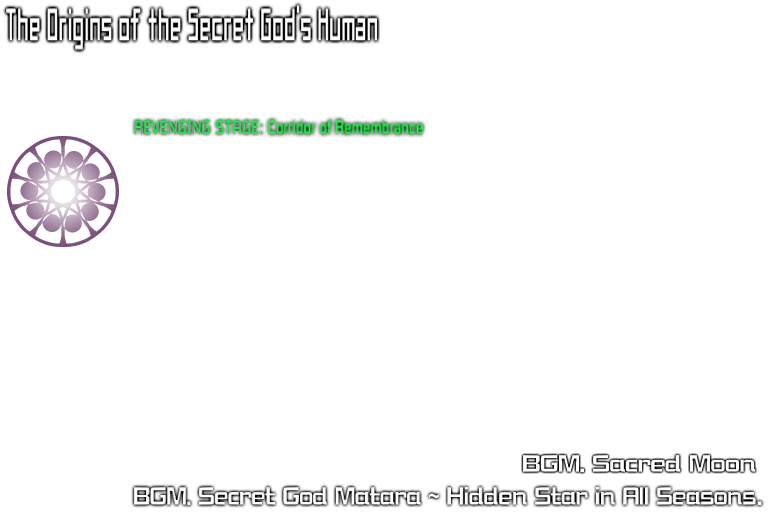 The Origins of the Secret God's Human
REVENGING STAGE: Corridor of Remembrance
BGM. Sacred Moon
BGM. Secret God Matara ~ Hidden Star in All Seasons.